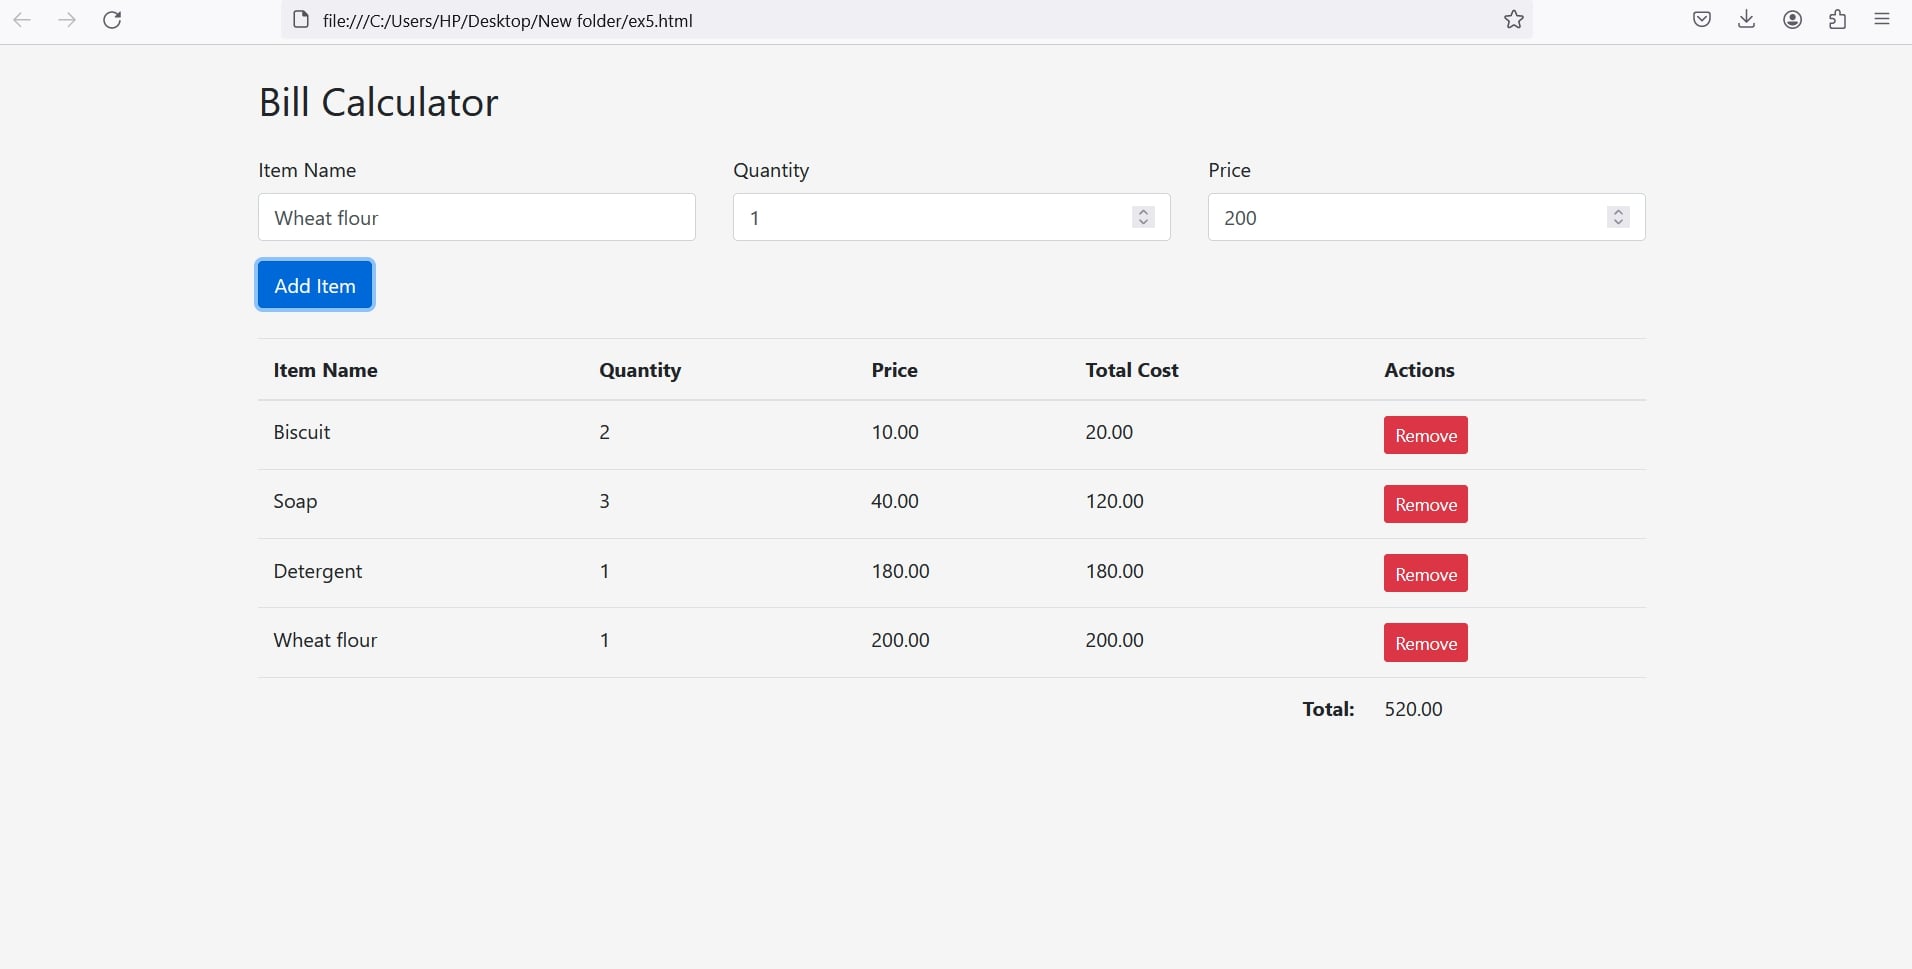 file:///C:/Users/HP/Desktop/New folder/ex5.html
Bill Calculator
Item Name Quantity Price
Wheat flour 1 200
Add Item
Item Name Quantity Price Total Cost Actions
Biscuit 2 10.00 20.00 Remove
Soap 3 40.00 120.00 Remove
Detergent 1 180.00 180.00 Remove
Wheat flour 1 200.00 200.00 Remove
Total: 520.00